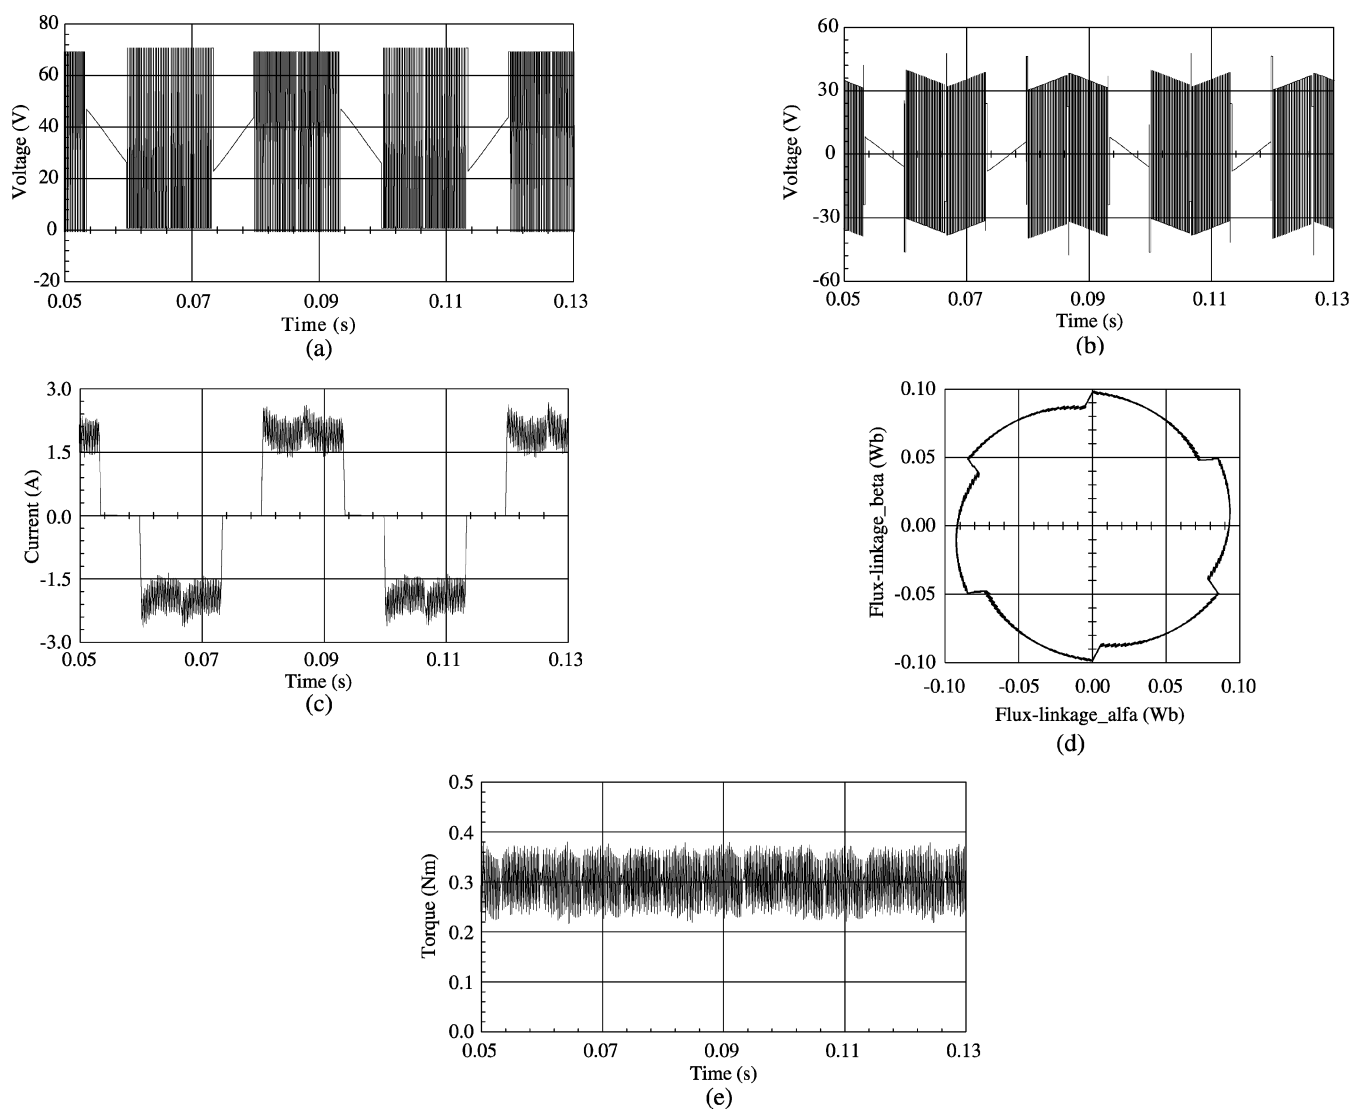 80
60
40
20
0
-20
Voltage (V)
0.05 0.07 0.09 0.11 0.13
Time (s)
(a)
60
30
0
-30
-60
Voltage (V)
0.05 0.07 0.09 0.11 0.13
Time (s)
(b)
3.0
1.5
0.0
-1.5
-3.0
Current (A)
0.05 0.07 0.09 0.11 0.13
Time (s)
(c)
0.10
0.05
0.00
-0.05
-0.10
Flux-linkage_beta (Wb)
-0.10 -0.05 0.00 0.05 0.10
Flux-linkage_alfa (Wb)
(d)
0.5
0.4
0.3
0.2
0.1
0.0
Torque (Nm)
0.05 0.07 0.09 0.11 0.13
Time (s)
(e)